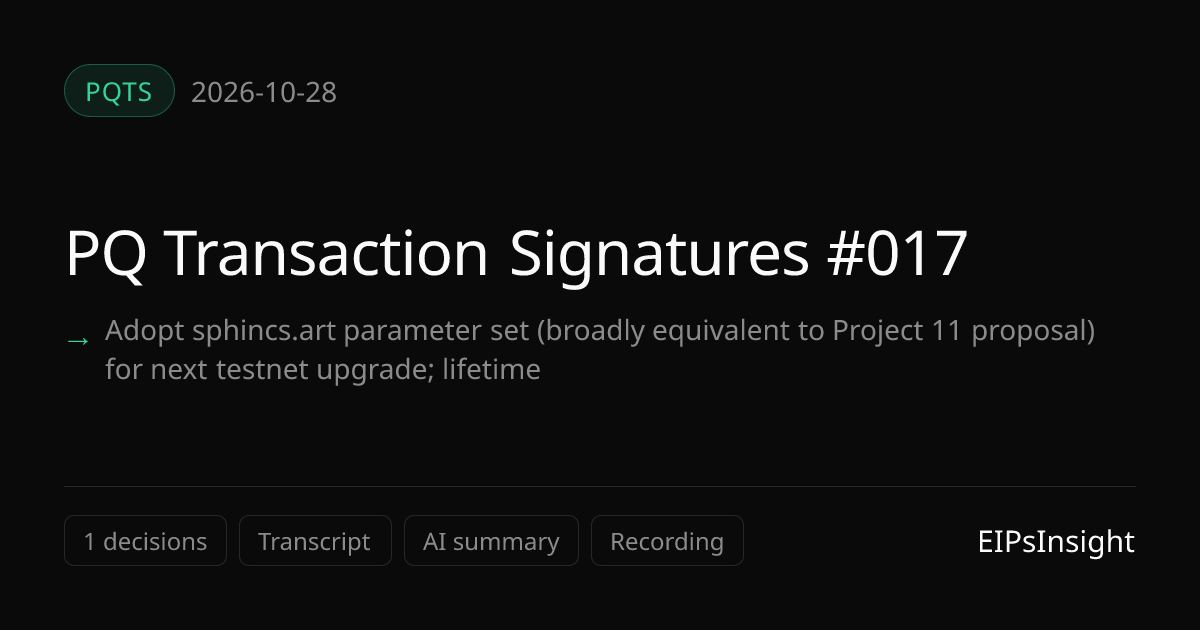 PQTS 2026-10-28
PQ Transaction Signatures #017
→ Adopt sphincs.art parameter set (broadly equivalent to Project 11 proposal)
for next testnet upgrade; lifetime
1 decisions Transcript AI summary Recording EIPsInsight